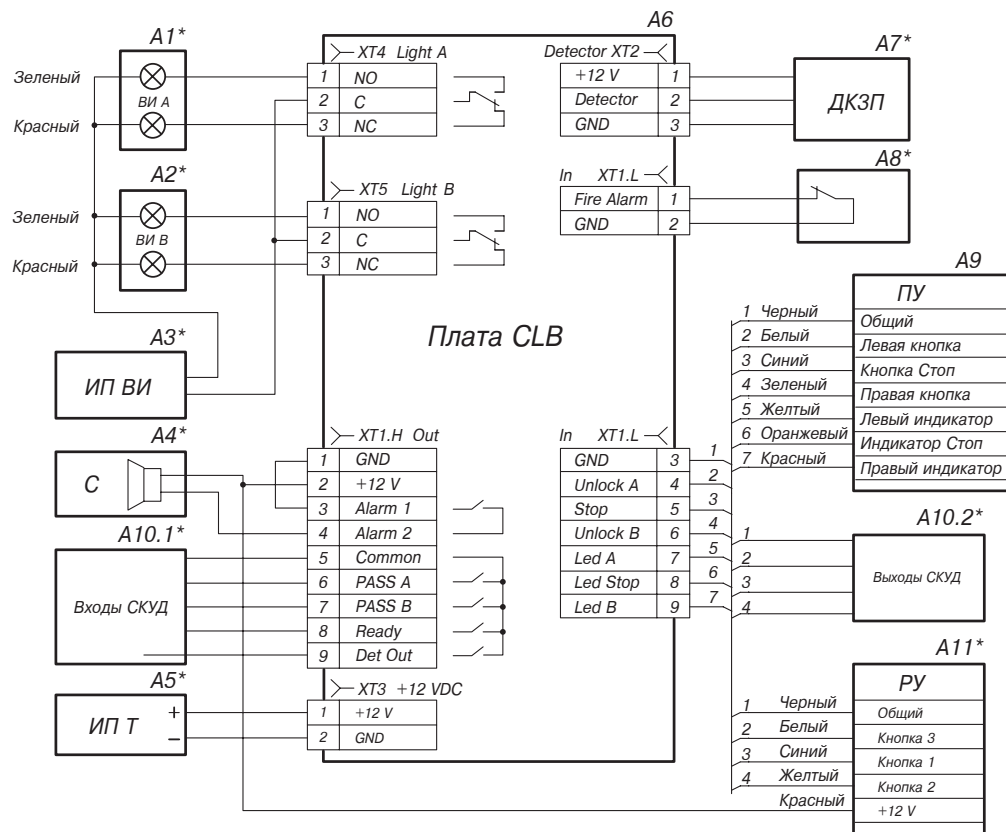 A6
A1*
Зеленый
ВИ А
Красный
A2*
Зеленый
ВИ В
Красный
A3*
ИП ВИ
A4*
С
A10.1*
Входы СКУД
A5*
ИП Т
+
−
XT4 Light A
1 NO
2 C
3 NC
XT5 Light B
1 NO
2 C
3 NC
Плата CLB
XT1.H Out
1 GND
2 +12 V
3 Alarm 1
4 Alarm 2
5 Common
6 PASS A
7 PASS B
8 Ready
9 Det Out
XT3 +12 VDC
1 +12 V
2 GND
Detector XT2
+12 V 1
Detector 2
GND 3
In XT1.L
Fire Alarm 1
GND 2
In XT1.L
GND 3
Unlock A 4
Stop 5
Unlock B 6
Led A 7
Led Stop 8
Led B 9
1
2
3
4
5
6
7
A7*
ДКЗП
A8*
A9
ПУ
1 Черный Общий
2 Белый Левая кнопка
3 Синий Кнопка Стоп
4 Зеленый Правая кнопка
5 Желтый Левый индикатор
6 Оранжевый Индикатор Стоп
7 Красный Правый индикатор
A10.2*
1
2
3
4
Выходы СКУД
A11*
РУ
1 Черный Общий
2 Белый Кнопка 3
3 Синий Кнопка 1
4 Желтый Кнопка 2
Красный +12 V